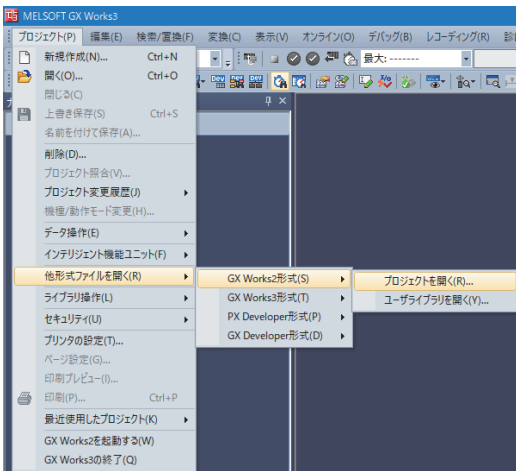 MELSOFT GX Works3
プロジェクト(P) 編集(E) 検索/置換(F) 変換(C) 表示(V) オンライン(O) デバッグ(B) レコーディング(R)
新規作成(N)... Ctrl+N
最大: -------
開く(O)... Ctrl+O
閉じる(C)
上書き保存(S) Ctrl+S
名前を付けて保存(A)...
削除(D)...
プロジェクト照合(V)...
プロジェクト変更履歴(J)
機種/動作モード変更(H)...
データ操作(E)
インテリジェント機能ユニット(F)
他形式ファイルを開く(R) GX Works2形式(S) プロジェクトを開く(R)...
ライブラリ操作(L) GX Works3形式(T) ユーザライブラリを開く(Y)...
セキュリティ(U) PX Developer形式(P)
プリンタの設定(T)... GX Developer形式(D)
ページ設定(G)...
印刷プレビュー(I)...
印刷(P)... Ctrl+P
最近使用したプロジェクト(K)
GX Works2を起動する(W)
GX Works3の終了(Q)